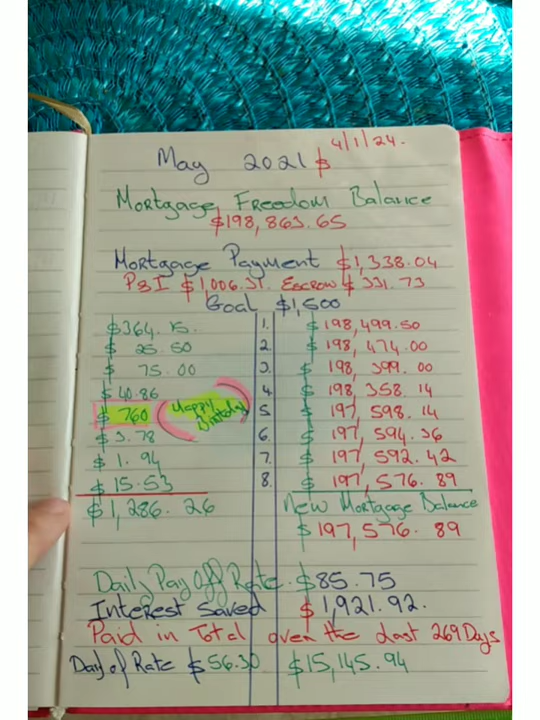 4/1/24.
May 2021 $
Mortgage Freedom Balance
$198,863.65
Mortgage Payment $1,338.04
P&I $1,006.31. Escrow $331.73
Goal $1,500
$364.15. 1. $198,499.50
$ 25.50 2. $198,474.00
$ 75.00 3. $198,399.00
$40.86 4. $198,358.14
$760 Happy Birthday 5 $197,598.14
$3.78 6. $197,594.36
$1.94 7. $197,592.42
$15.53 8. $197,576.89
$1,286.26 New Mortgage Balance
$197,576.89
Daily Pay Off Rate. $85.75
Interest Saved $1,921.92.
Paid in Total over the Last 269 Days
Day of Rate $56.30 $15,145.94